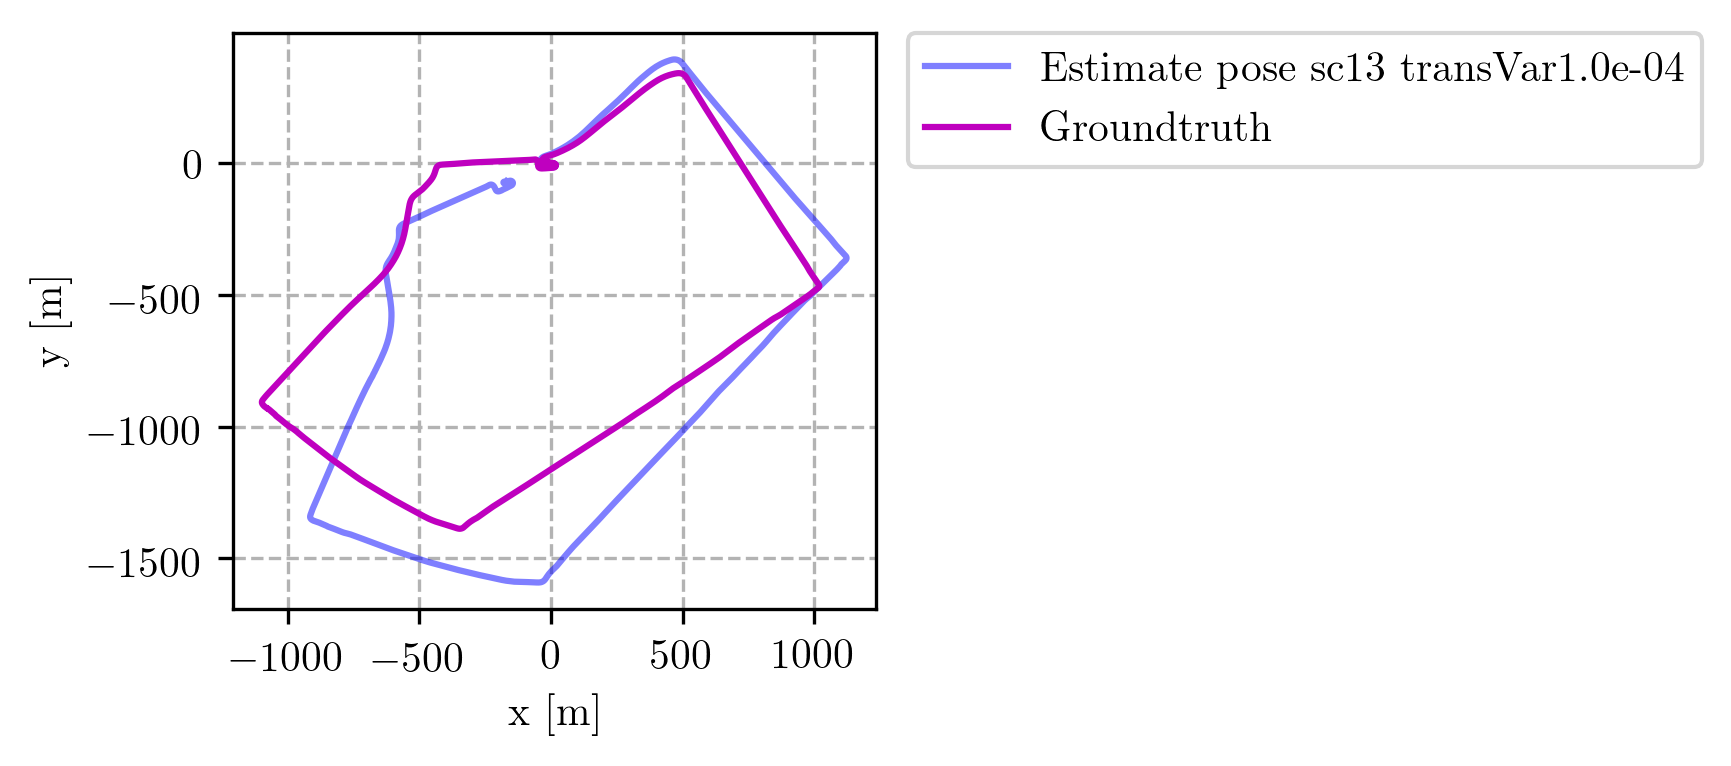 Estimate pose sc13 transVar1.0e-04
Groundtruth
0
−500
−1000
−1500
y [m]
−1000 −500 0 500 1000
x [m]